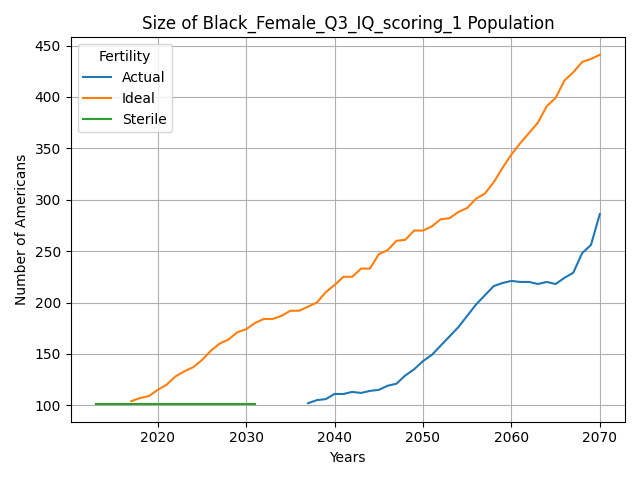 Size of Black_Female_Q3_IQ_scoring_1 Population
Fertility
Actual
Ideal
Sterile
Number of Americans
450
400
350
300
250
200
150
100
2020 2030 2040 2050 2060 2070
Years